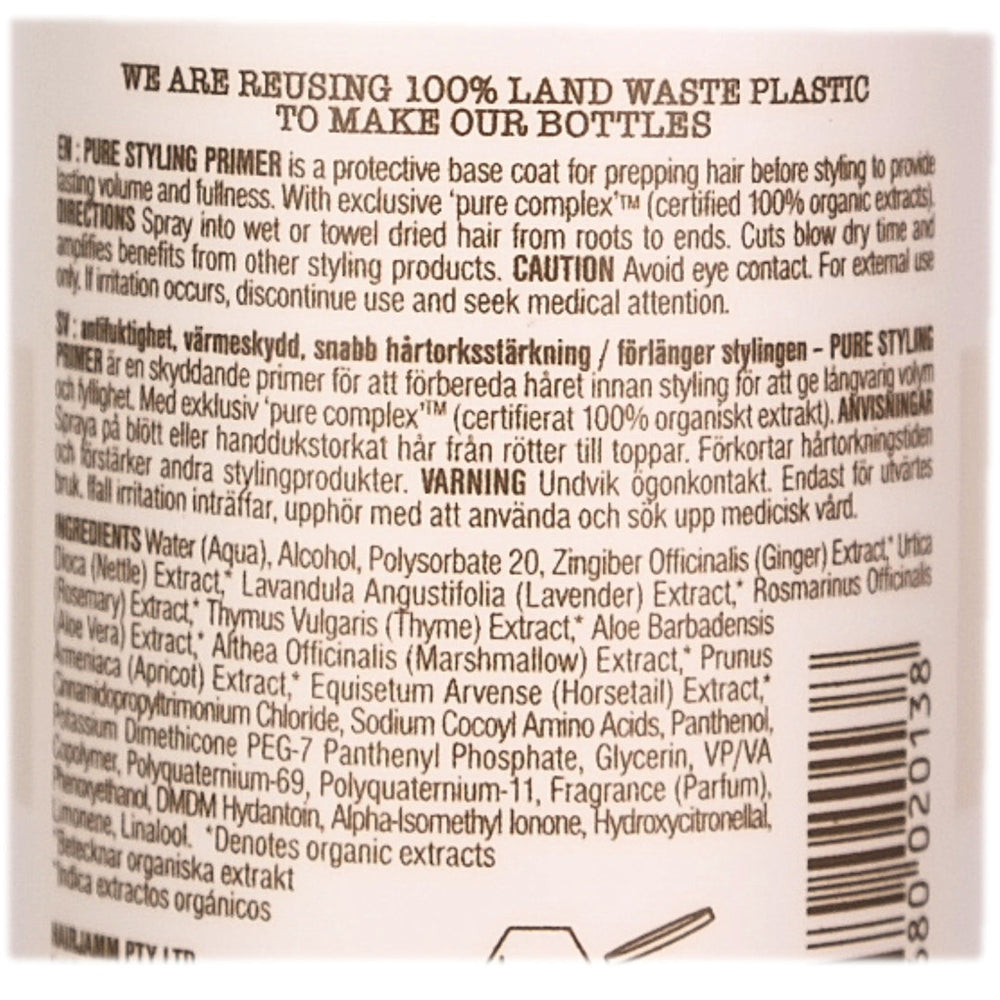 WE ARE REUSING 100% LAND WASTE PLASTIC
TO MAKE OUR BOTTLES
EN : PURE STYLING PRIMER is a protective base coat for prepping hair before styling to provide
lasting volume and fullness. With exclusive 'pure complex'™ (certified 100% organic extracts).
DIRECTIONS Spray into wet or towel dried hair from roots to ends. Cuts blow dry time and
amplifies benefits from other styling products. CAUTION Avoid eye contact. For external use
only. If irritation occurs, discontinue use and seek medical attention.
SV : antifuktighet, värmeskydd, snabb hårtorksstärkning / förlänger stylingen - PURE STYLING
PRIMER är en skyddande primer för att förbereda håret innan styling för att ge långvarig volym
och fyllighet. Med exklusiv 'pure complex'™ (certifierat 100% organiskt extrakt). ANVISNINGAR
Spraya på blött eller handdukstorkat hår från rötter till toppar. Förkortar hårtorkningstiden
och förstärker andra stylingprodukter. VARNING Undvik ögonkontakt. Endast för utvärtes
bruk. Ifall irritation inträffar, upphör med att använda och sök upp medicisk vård.
INGREDIENTS Water (Aqua), Alcohol, Polysorbate 20, Zingiber Officinalis (Ginger) Extract,* Urtica
Dioca (Nettle) Extract,* Lavandula Angustifolia (Lavender) Extract,* Rosmarinus Officinalis
(Rosemary) Extract,* Thymus Vulgaris (Thyme) Extract,* Aloe Barbadensis
(Aloe Vera) Extract,* Althea Officinalis (Marshmallow) Extract,* Prunus
Armeniaca (Apricot) Extract,* Equisetum Arvense (Horsetail) Extract,*
Cinnamidopropyltrimonium Chloride, Sodium Cocoyl Amino Acids, Panthenol,
Potassium Dimethicone PEG-7 Panthenyl Phosphate, Glycerin, VP/VA
Copolymer, Polyquaternium-69, Polyquaternium-11, Fragrance (Parfum),
Phenoxyethanol, DMDM Hydantoin, Alpha-Isomethyl Ionone, Hydroxycitronellal,
Limonene, Linalool. *Denotes organic extracts
*Betecknar organiska extrakt
*Indica extractos orgánicos
HAIRJAMM PTY LTD
580020138